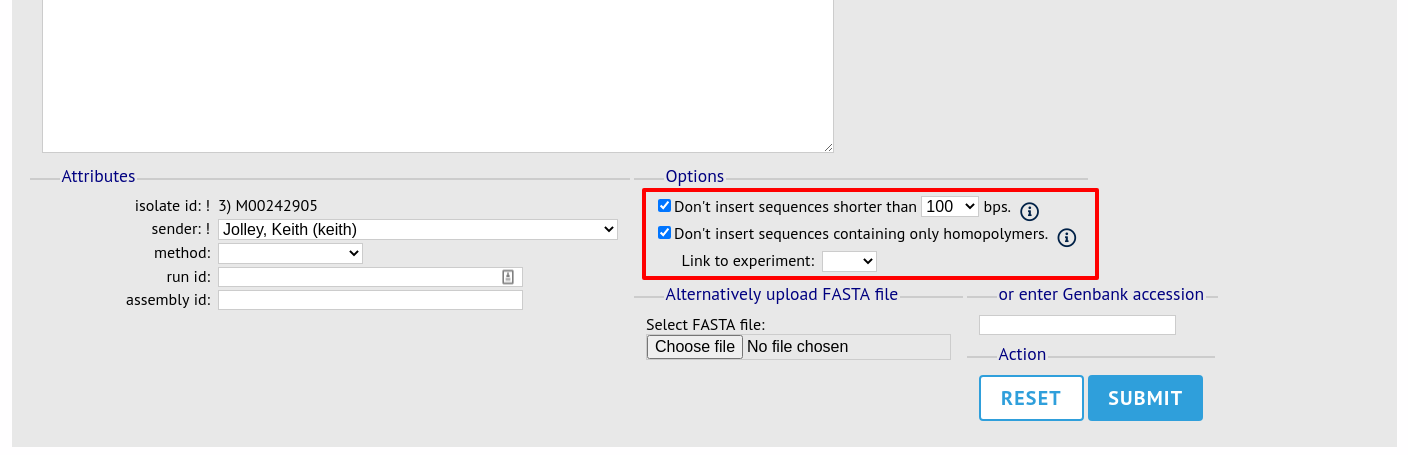 Attributes
isolate id: ! 3) M00242905
sender: ! Jolley, Keith (keith)
method:
run id:
assembly id:
Options
Don't insert sequences shorter than 100 bps.
Don't insert sequences containing only homopolymers.
Link to experiment:
Alternatively upload FASTA file
Select FASTA file:
Choose file No file chosen
or enter Genbank accession
Action
RESET SUBMIT